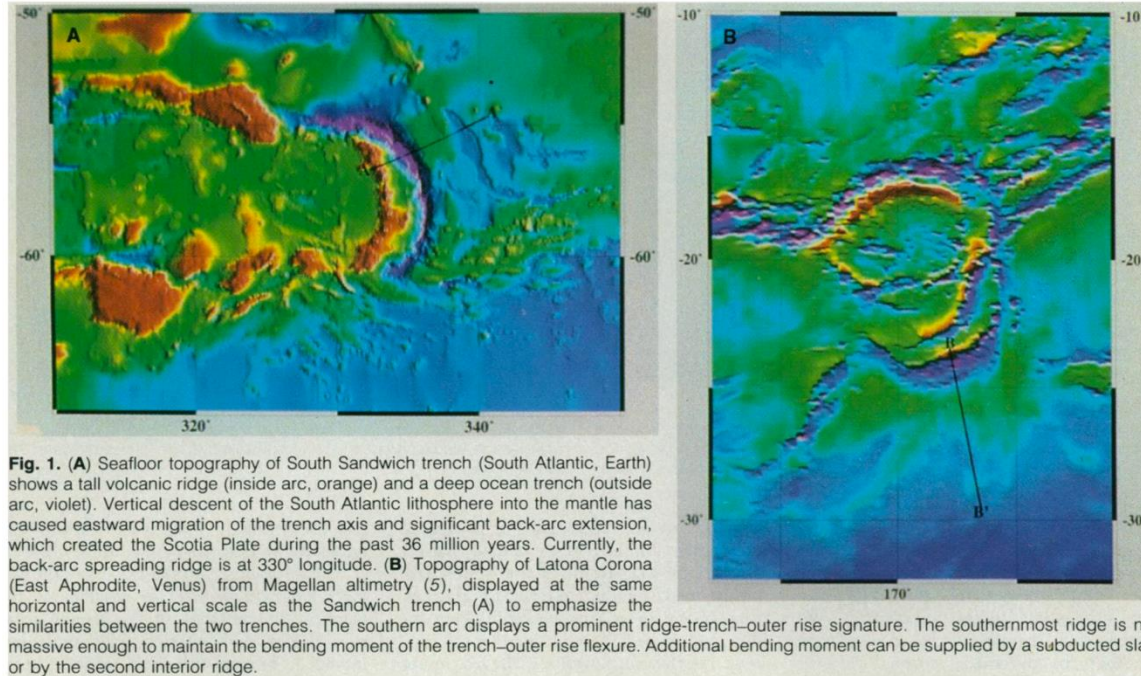 -50°
A
-60°
320°
340°
-10°
-10°
B
-20°
-20°
B
B'
-30°
-30°
170°
Fig. 1. (A) Seafloor topography of South Sandwich trench (South Atlantic, Earth)
shows a tall volcanic ridge (inside arc, orange) and a deep ocean trench (outside
arc, violet). Vertical descent of the South Atlantic lithosphere into the mantle has
caused eastward migration of the trench axis and significant back-arc extension,
which created the Scotia Plate during the past 36 million years. Currently, the
back-arc spreading ridge is at 330° longitude. (B) Topography of Latona Corona
(East Aphrodite, Venus) from Magellan altimetry (5), displayed at the same
horizontal and vertical scale as the Sandwich trench (A) to emphasize the
similarities between the two trenches. The southern arc displays a prominent ridge-trench–outer rise signature. The southernmost ridge is
massive enough to maintain the bending moment of the trench–outer rise flexure. Additional bending moment can be supplied by a subducted
or by the second interior ridge.